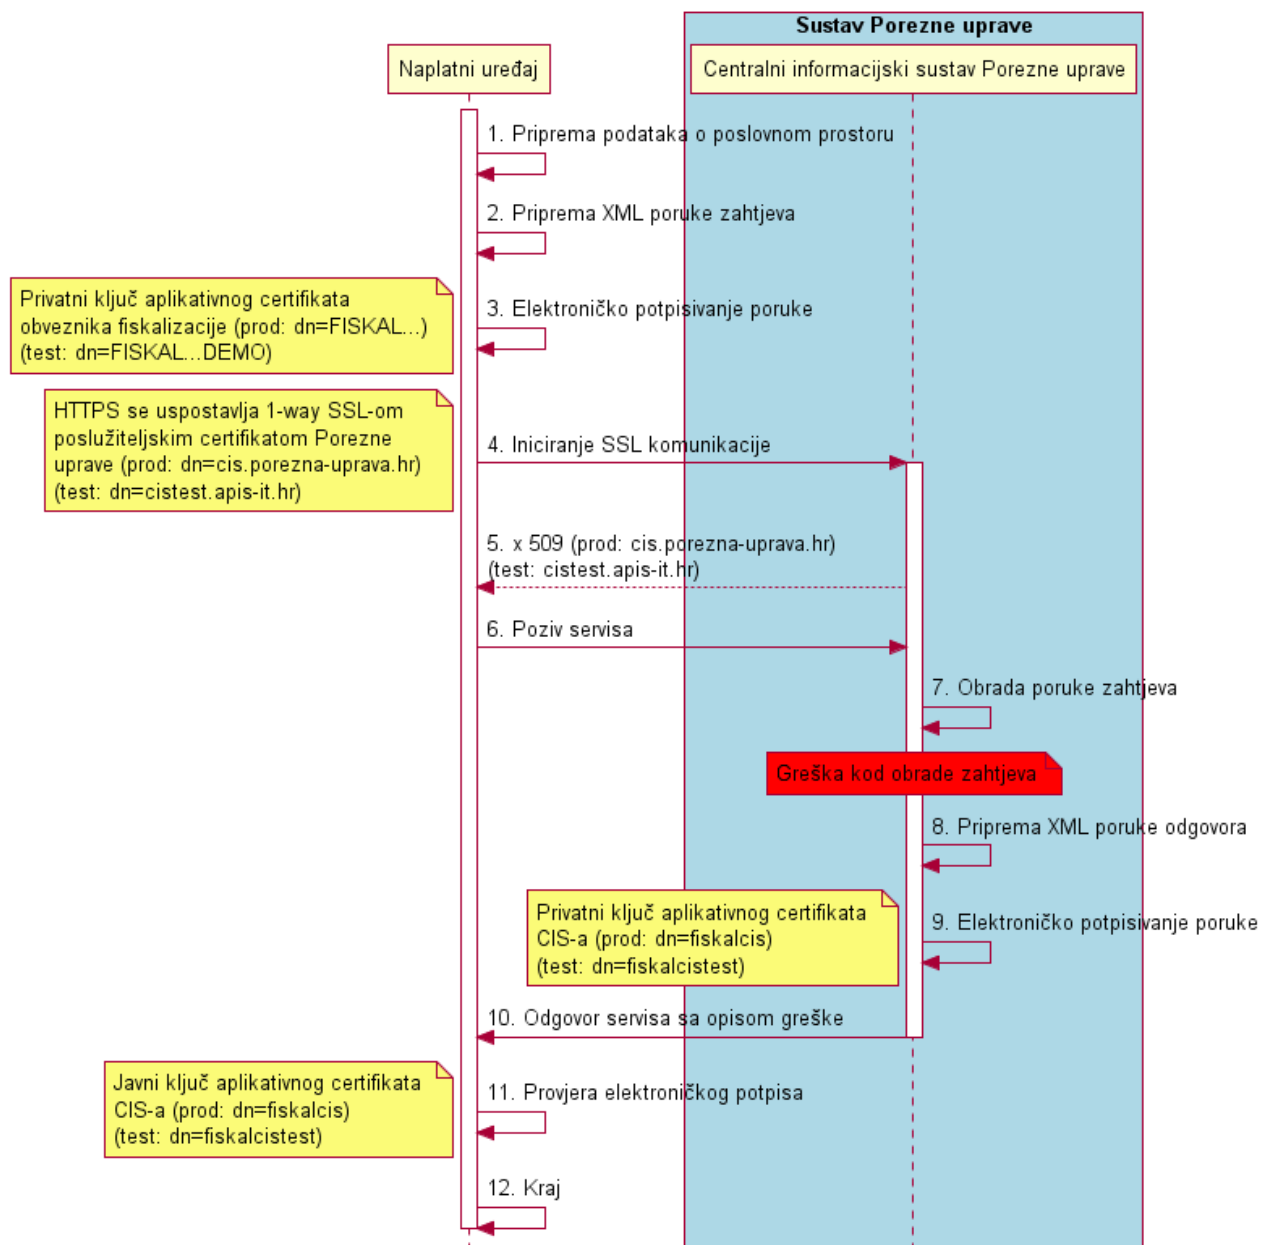 Sustav Porezne uprave
Naplatni uređaj
Centralni informacijski sustav Porezne uprave
1. Priprema podataka o poslovnom prostoru
2. Priprema XML poruke zahtjeva
Privatni ključ aplikativnog certifikata
obveznika fiskalizacije (prod: dn=FISKAL...)
(test: dn=FISKAL...DEMO)
3. Elektroničko potpisivanje poruke
HTTPS se uspostavlja 1-way SSL-om
poslužiteljskim certifikatom Porezne
uprave (prod: dn=cis.porezna-uprava.hr)
(test: dn=cistest.apis-it.hr)
4. Iniciranje SSL komunikacije
5. x 509 (prod: cis.porezna-uprava.hr)
(test: cistest.apis-it.hr)
6. Poziv servisa
7. Obrada poruke zahtjeva
Greška kod obrade zahtjeva
8. Priprema XML poruke odgovora
Privatni ključ aplikativnog certifikata
CIS-a (prod: dn=fiskalcis)
(test: dn=fiskalcistest)
9. Elektroničko potpisivanje poruke
10. Odgovor servisa sa opisom greške
Javni ključ aplikativnog certifikata
CIS-a (prod: dn=fiskalcis)
(test: dn=fiskalcistest)
11. Provjera elektroničkog potpisa
12. Kraj